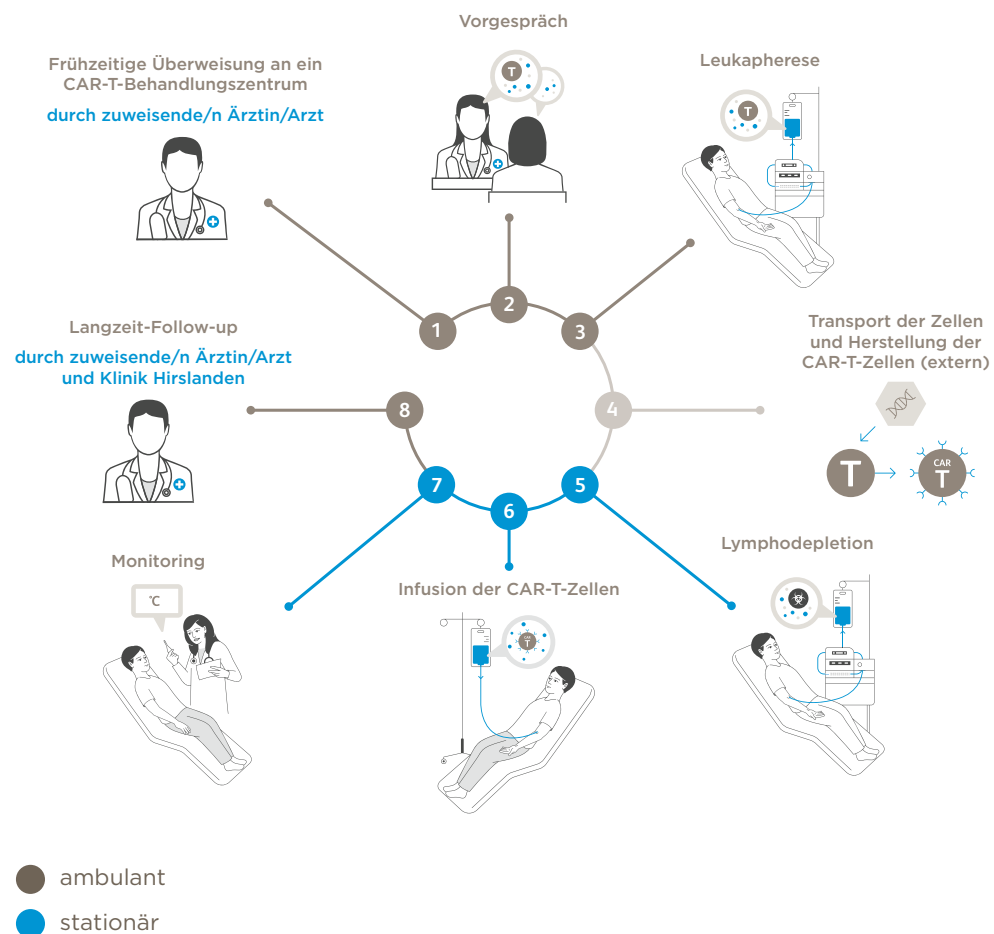 Frühzeitige Überweisung an ein
CAR-T-Behandlungszentrum
durch zuweisende/n Ärztin/Arzt
1
Vorgespräch
T
2
Leukapherese
T
3
Transport der Zellen
und Herstellung der
CAR-T-Zellen (extern)
T
CAR
T
4
Lymphodepletion
5
Infusion der CAR-T-Zellen
CAR
T
6
Monitoring
°C
7
Langzeit-Follow-up
durch zuweisende/n Ärztin/Arzt
und Klinik Hirslanden
8
ambulant
stationär